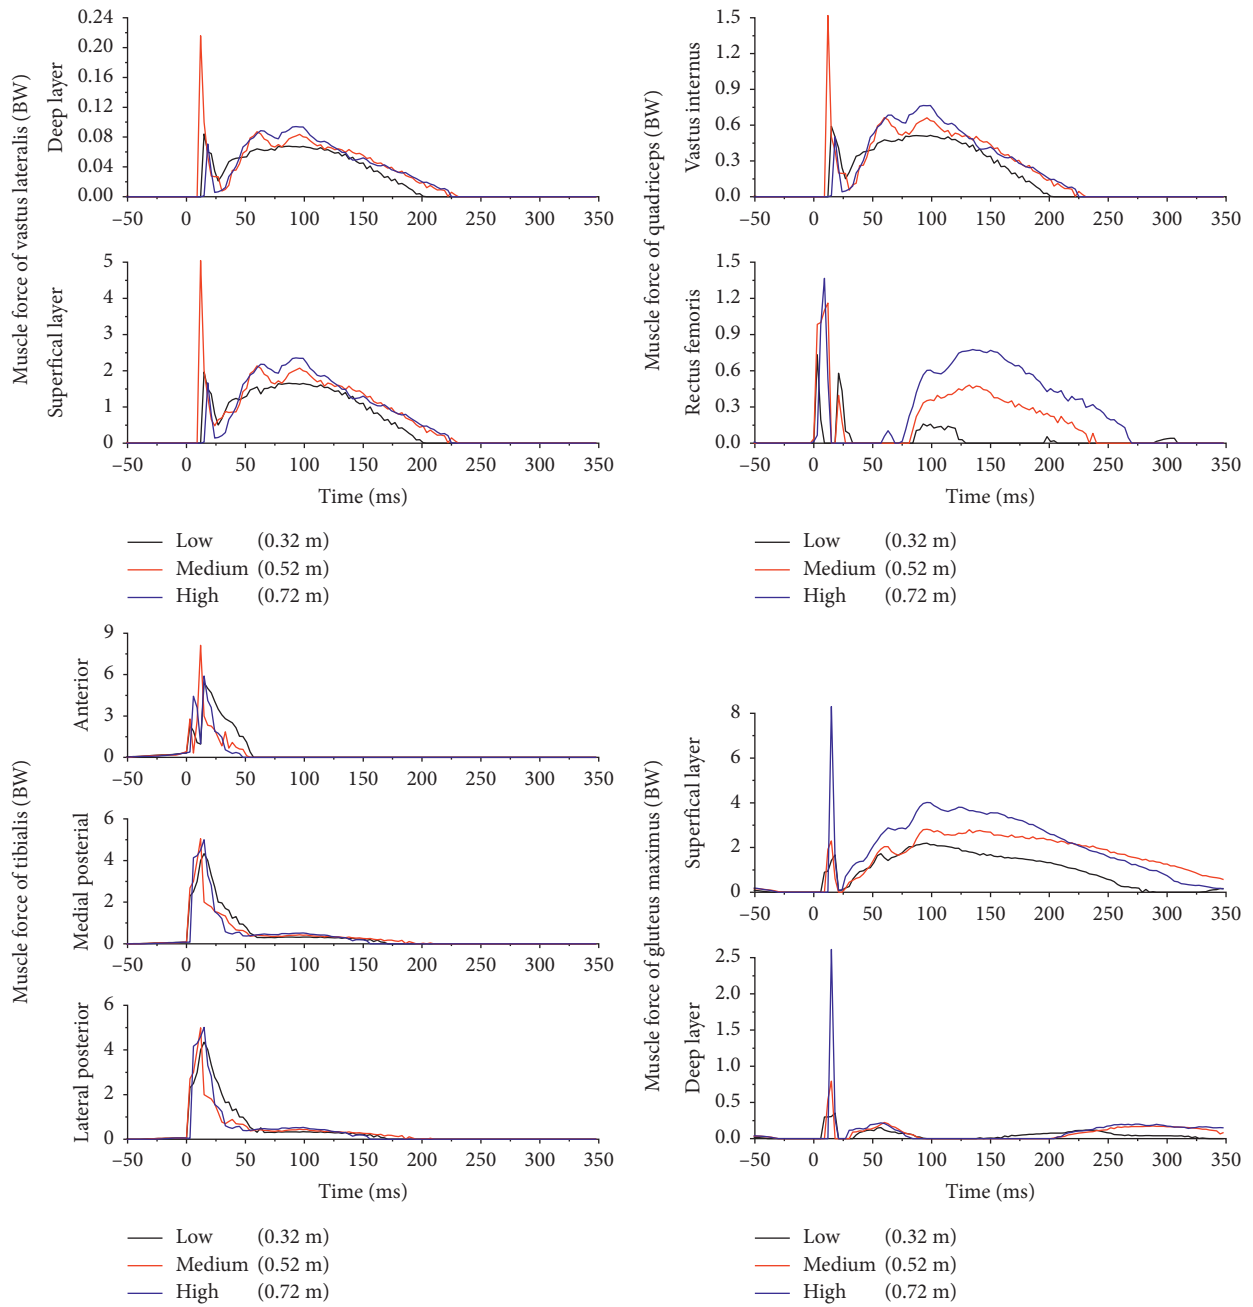 Muscle force of vastus lateralis (BW)
Deep layer
0.24
0.20
0.16
0.12
0.08
0.04
0.00
−50 0 50 100 150 200 250 300 350
Superfical layer
5
4
3
2
1
0
−50 0 50 100 150 200 250 300 350
Time (ms)
Low (0.32 m)
Medium (0.52 m)
High (0.72 m)
Muscle force of quadriceps (BW)
Vastus internus
1.5
1.2
0.9
0.6
0.3
0.0
−50 0 50 100 150 200 250 300 350
Rectus femoris
1.5
1.2
0.9
0.6
0.3
0.0
−50 0 50 100 150 200 250 300 350
Time (ms)
Low (0.32 m)
Medium (0.52 m)
High (0.72 m)
Muscle force of tibialis (BW)
Anterior
9
6
3
0
−50 0 50 100 150 200 250 300 350
Medial posterial
6
4
2
0
−50 0 50 100 150 200 250 300 350
Lateral posterior
6
4
2
0
−50 0 50 100 150 200 250 300 350
Time (ms)
Low (0.32 m)
Medium (0.52 m)
High (0.72 m)
Muscle force of gluteus maximus (BW)
Superfical layer
8
6
4
2
0
−50 0 50 100 150 200 250 300 350
Deep layer
2.5
2.0
1.5
1.0
0.5
0.0
−50 0 50 100 150 200 250 300 350
Time (ms)
Low (0.32 m)
Medium (0.52 m)
High (0.72 m)